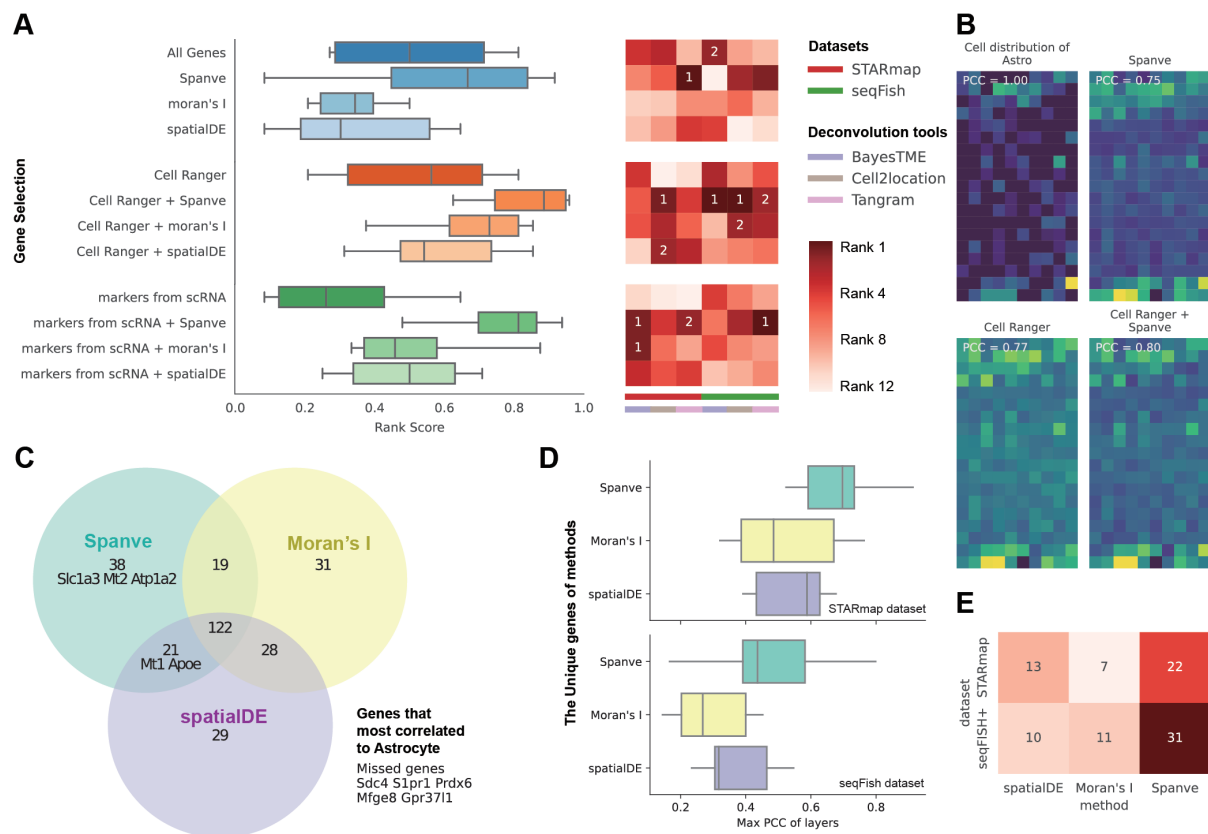 A
Gene Selection
All Genes
Spanve
moran's I
spatialDE
Cell Ranger
Cell Ranger + Spanve
Cell Ranger + moran's I
Cell Ranger + spatialDE
markers from scRNA
markers from scRNA + Spanve
markers from scRNA + moran's I
markers from scRNA + spatialDE
0.0 0.2 0.4 0.6 0.8 1.0
Rank Score
2
1
1 1 1 2
2
2
1 2 1
1
Datasets
STARmap
seqFish
Deconvolution tools
BayesTME
Cell2location
Tangram
Rank 1
Rank 4
Rank 8
Rank 12
B
Cell distribution of
Astro
PCC = 1.00
Spanve
PCC = 0.75
Cell Ranger
PCC = 0.77
Cell Ranger +
Spanve
PCC = 0.80
C
Spanve
38
Slc1a3 Mt2 Atp1a2
19
Moran's I
31
122
21
Mt1 Apoe
28
spatialDE
29
Genes that
most correlated
to Astrocyte
Missed genes
Sdc4 S1pr1 Prdx6
Mfge8 Gpr37l1
D
The Unique genes of methods
Spanve
Moran's I
spatialDE
STARmap dataset
Spanve
Moran's I
spatialDE
seqFish dataset
0.2 0.4 0.6 0.8
Max PCC of layers
E
dataset
STARmap
seqFISH+
13 7 22
10 11 31
spatialDE Moran's I Spanve
method